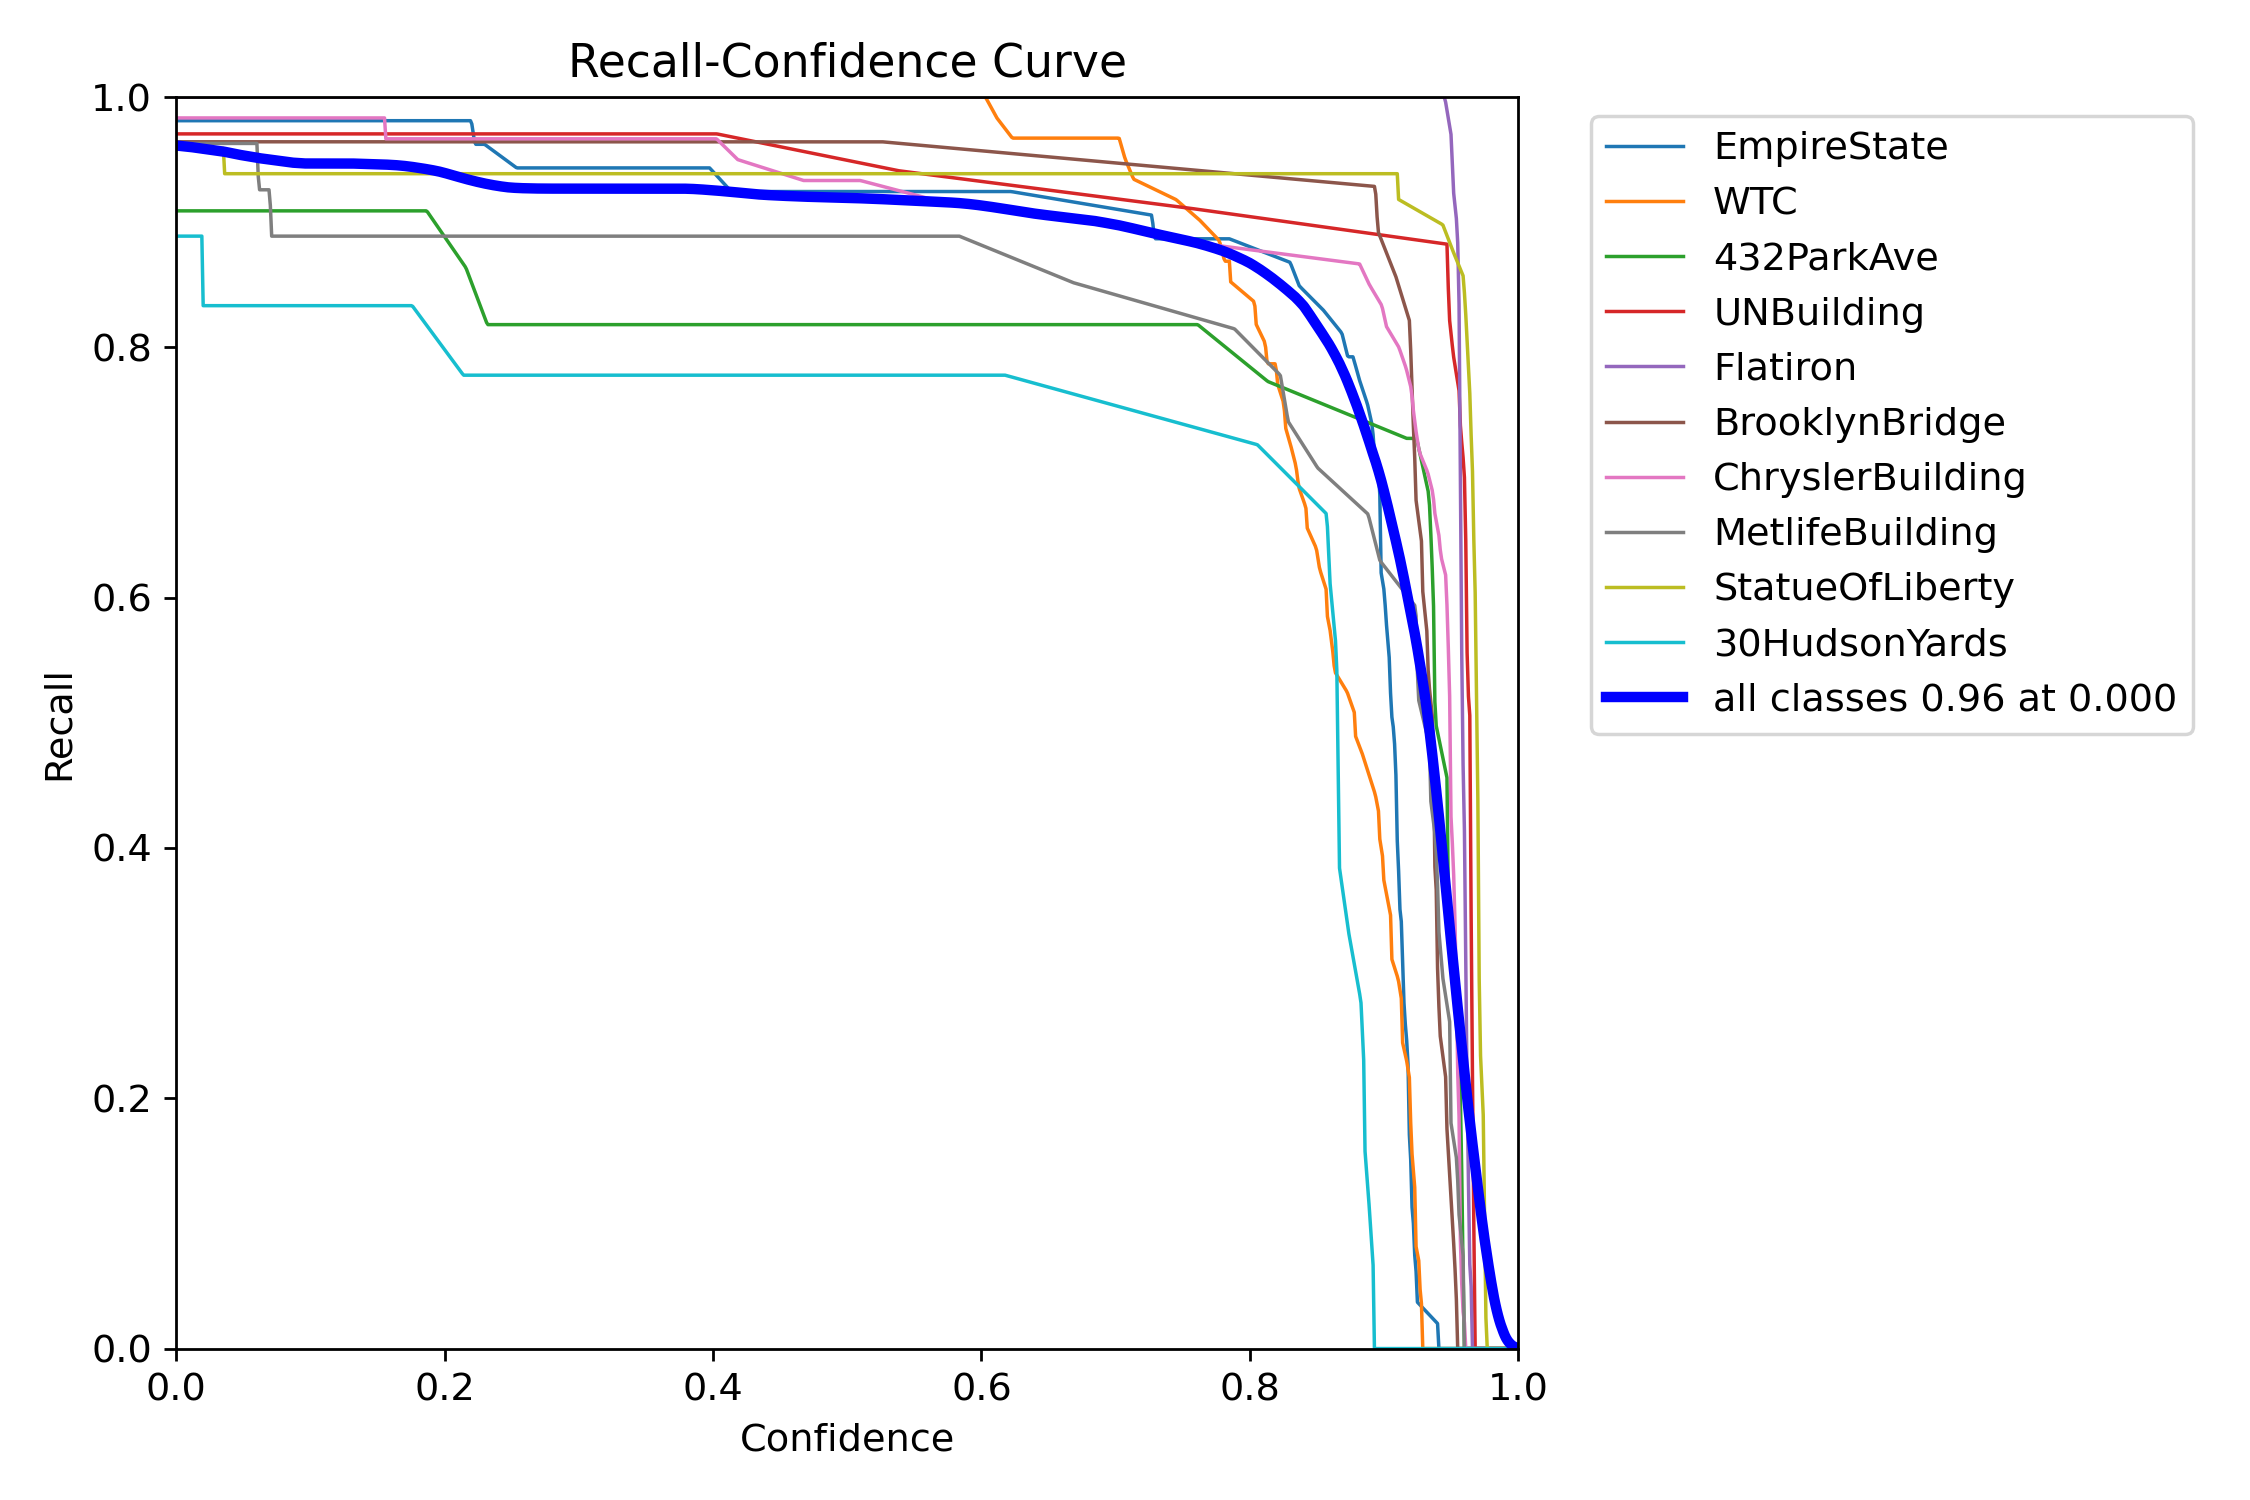 Recall-Confidence Curve
1.0
0.8
0.6
0.4
0.2
0.0
Recall
0.0 0.2 0.4 0.6 0.8 1.0
Confidence
EmpireState
WTC
432ParkAve
UNBuilding
Flatiron
BrooklynBridge
ChryslerBuilding
MetlifeBuilding
StatueOfLiberty
30HudsonYards
all classes 0.96 at 0.000